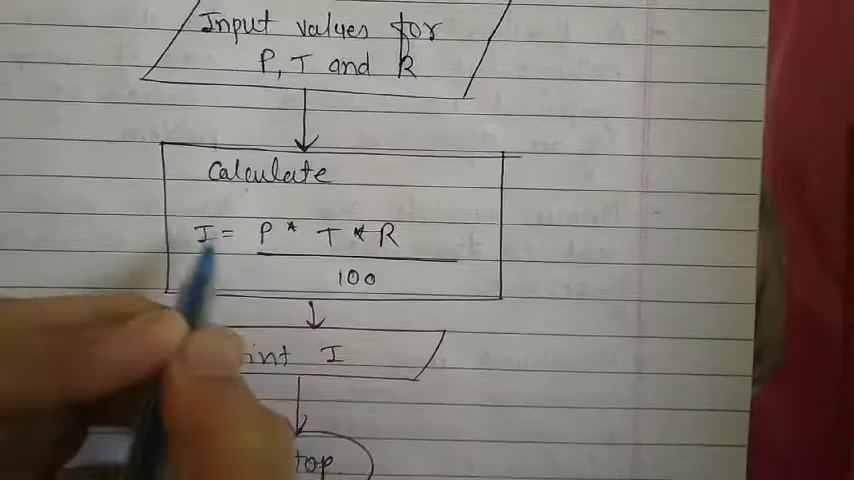 Input values for
P, T and R
Calculate
I = P * T * R
100
int I
top